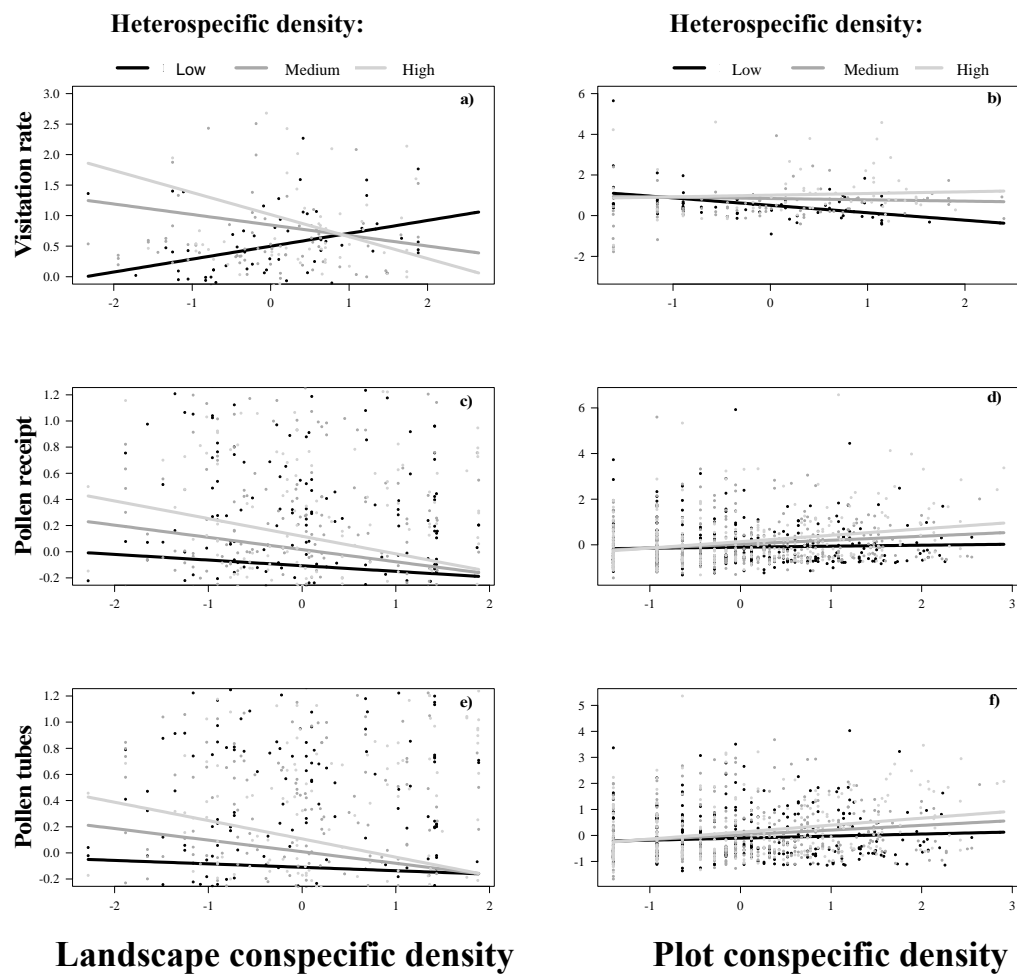 Heterospecific density:
Heterospecific density:
Low Medium High
Low Medium High
Visitation rate
a)
3.0
2.5
2.0
1.5
1.0
0.5
0.0
-2 -1 0 1 2
b)
6
4
2
0
-2
-1 0 1 2
Pollen receipt
c)
1.2
1.0
0.8
0.6
0.4
0.2
0.0
-0.2
-2 -1 0 1 2
d)
6
4
2
0
-1 0 1 2 3
Pollen tubes
e)
1.2
1.0
0.8
0.6
0.4
0.2
0.0
-0.2
-2 -1 0 1 2
f)
5
4
3
2
1
0
-1
-1 0 1 2 3
Landscape conspecific density
Plot conspecific density